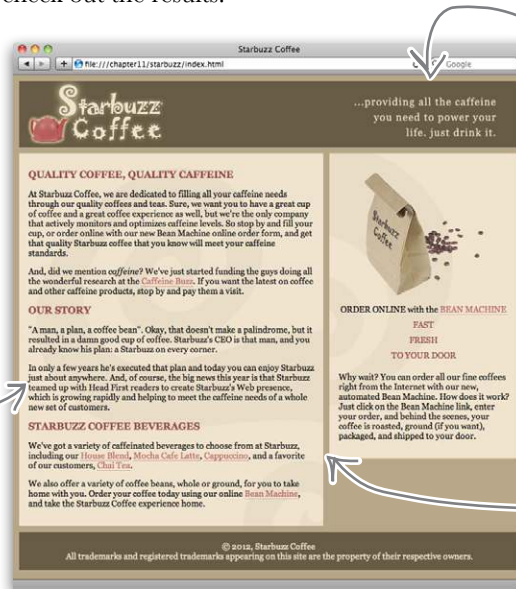 check out the results.
Starbuzz Coffee
file:///chapter11/starbuzz/index.html
Google
Starbuzz
Coffee
...providing all the caffeine
you need to power your
life. just drink it.
QUALITY COFFEE, QUALITY CAFFEINE
At Starbuzz Coffee, we are dedicated to filling all your caffeine needs
through our quality coffees and teas. Sure, we want you to have a great cup
of coffee and a great coffee experience as well, but we're the only company
that actively monitors and optimizes caffeine levels. So stop by and fill your
cup, or order online with our new Bean Machine online order form, and get
that quality Starbuzz coffee that you know will meet your caffeine
standards.
And, did we mention caffeine? We've just started funding the guys doing all
the wonderful research at the Caffeine Buzz. If you want the latest on coffee
and other caffeine products, stop by and pay them a visit.
OUR STORY
"A man, a plan, a coffee bean". Okay, that doesn't make a palindrome, but it
resulted in a damn good cup of coffee. Starbuzz's CEO is that man, and you
already know his plan: a Starbuzz on every corner.
In only a few years he's executed that plan and today you can enjoy Starbuzz
just about anywhere. And, of course, the big news this year is that Starbuzz
teamed up with Head First readers to create Starbuzz's Web presence,
which is growing rapidly and helping to meet the caffeine needs of a whole
new set of customers.
STARBUZZ COFFEE BEVERAGES
We've got a variety of caffeinated beverages to choose from at Starbuzz,
including our House Blend, Mocha Cafe Latte, Cappuccino, and a favorite
of our customers, Chai Tea.
We also offer a variety of coffee beans, whole or ground, for you to take
home with you. Order your coffee today using our online Bean Machine,
and take the Starbuzz Coffee experience home.
Starbuzz
Coffee
ORDER ONLINE with the BEAN MACHINE
FAST
FRESH
TO YOUR DOOR
Why wait? You can order all our fine coffees
right from the Internet with our new,
automated Bean Machine. How does it work?
Just click on the Bean Machine link, enter
your order, and behind the scenes, your
coffee is roasted, ground (if you want),
packaged, and shipped to your door.
© 2012, Starbuzz Coffee
All trademarks and registered trademarks appearing on this site are the property of their respective owners.